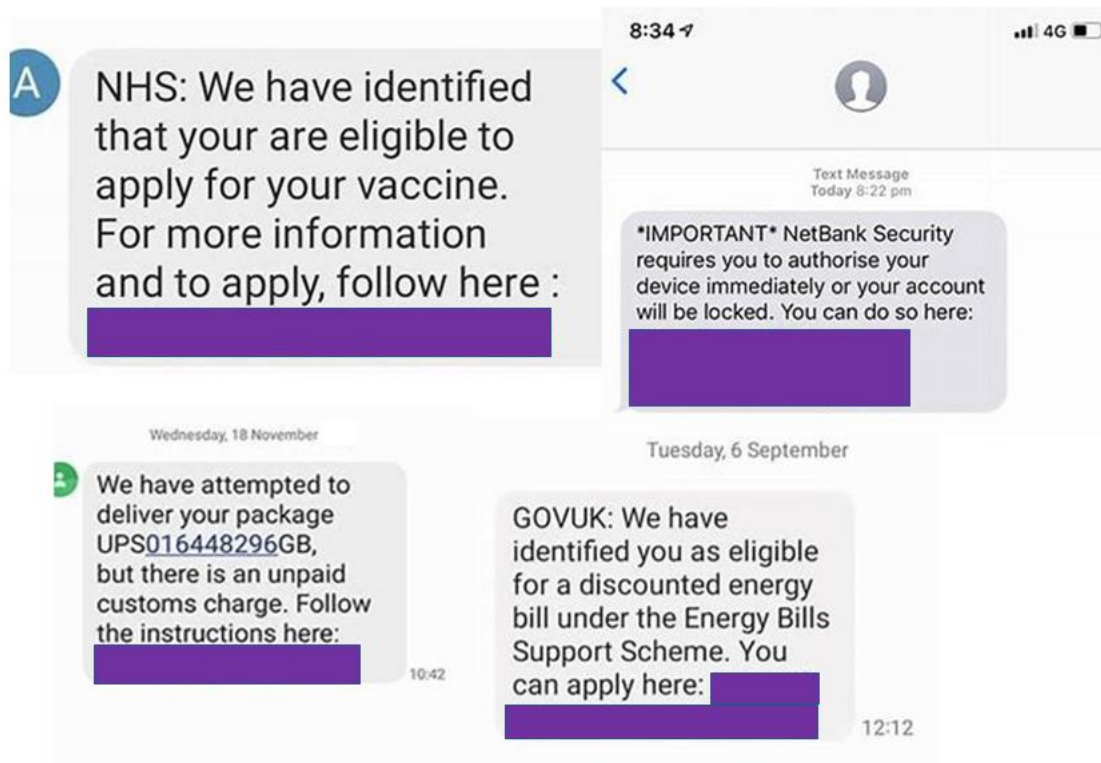 A
NHS: We have identified
that your are eligible to
apply for your vaccine.
For more information
and to apply, follow here :
8:34
4G
Text Message
Today 8:22 pm
*IMPORTANT* NetBank Security
requires you to authorise your
device immediately or your account
will be locked. You can do so here:
Wednesday, 18 November
We have attempted to
deliver your package
UPS016448296GB,
but there is an unpaid
customs charge. Follow
the instructions here:
10:42
Tuesday, 6 September
GOVUK: We have
identified you as eligible
for a discounted energy
bill under the Energy Bills
Support Scheme. You
can apply here:
12:12